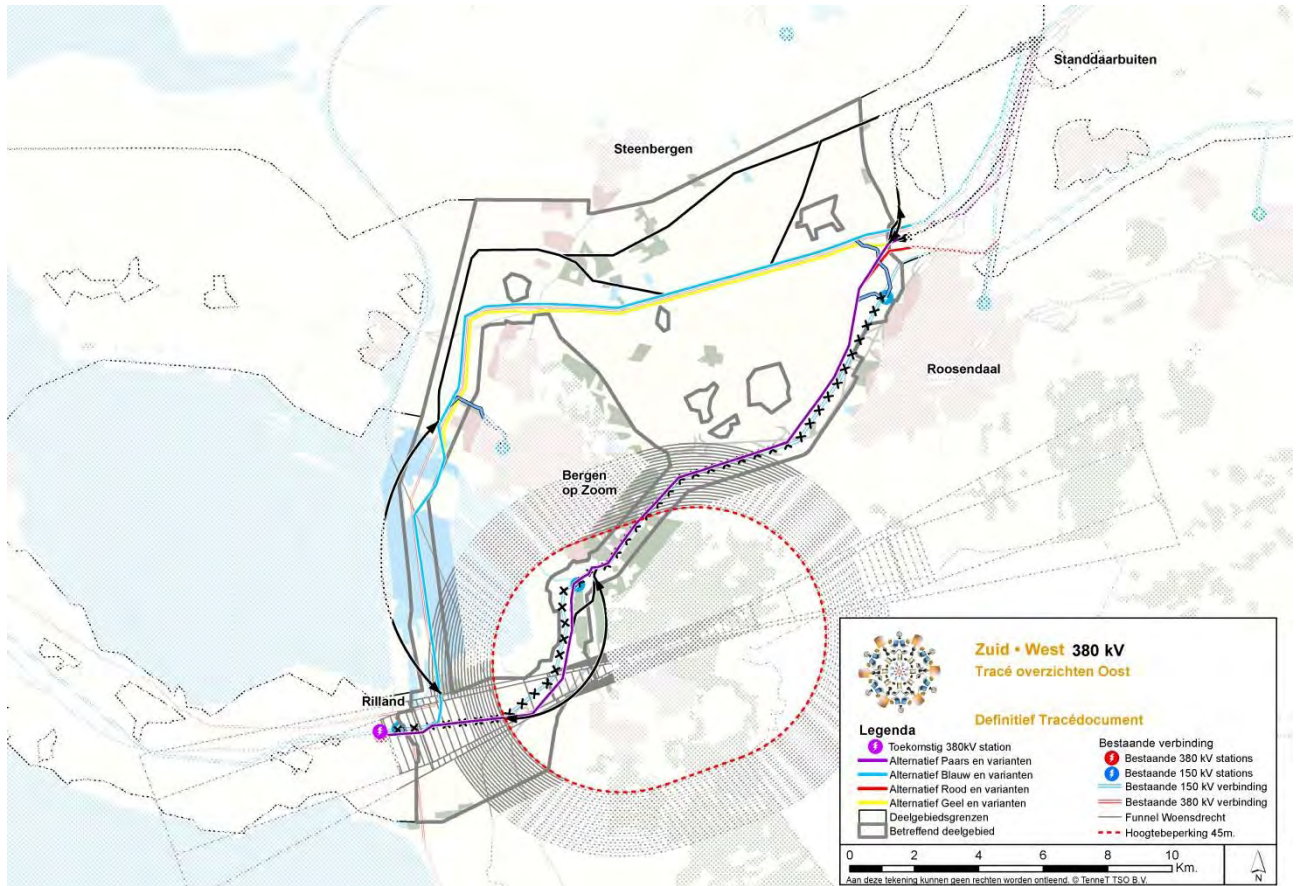 Standdaarbuiten
Steenbergen
Roosendaal
Bergen
op Zoom
Rilland
Zuid • West 380 kV
Tracé overzichten Oost
Definitief Tracédocument
Legenda
Toekomstig 380kV station
Alternatief Paars en varianten
Alternatief Blauw en varianten
Alternatief Rood en varianten
Alternatief Geel en varianten
Deelgebiedsgrenzen
Betreffend deelgebied
Bestaande verbinding
Bestaande 380 kV stations
Bestaande 150 kV stations
Bestaande 150 kV verbinding
Bestaande 380 kV verbinding
Funnel Woensdrecht
Hoogtebeperking 45m.
0 2 4 6 8 10
Km.
Aan deze tekening kunnen geen rechten worden ontleend. © TenneT TSO B.V.
N